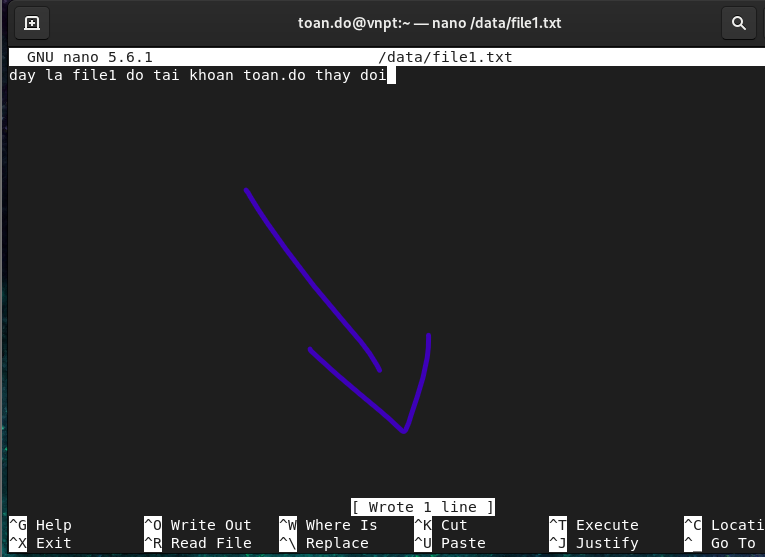 toan.do@vnpt:~ — nano /data/file1.txt
GNU nano 5.6.1 /data/file1.txt
day la file1 do tai khoan toan.do thay doi
[ Wrote 1 line ]
^G Help ^O Write Out ^W Where Is ^K Cut ^T Execute ^C Locati
^X Exit ^R Read File ^\ Replace ^U Paste ^J Justify ^_ Go To